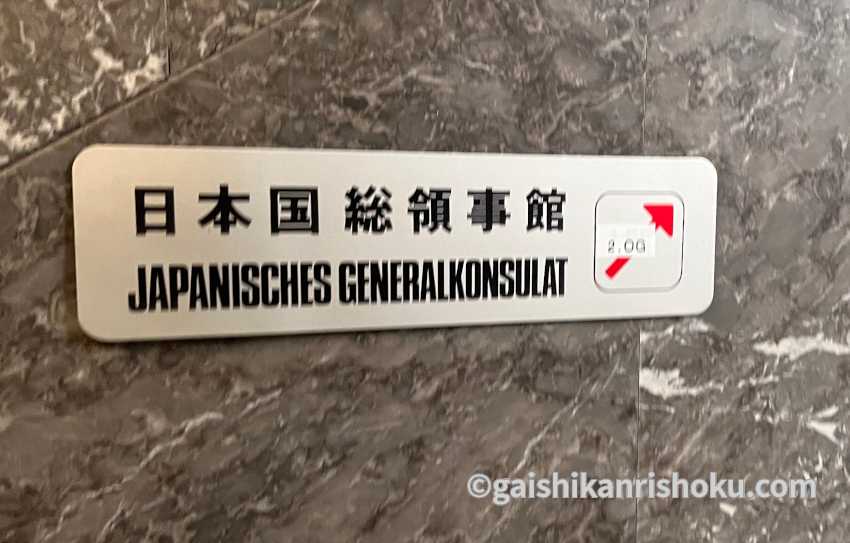 日本国総領事館
JAPANISCHES GENERALKONSULAT
2.OG
©gaishikanrishoku.com